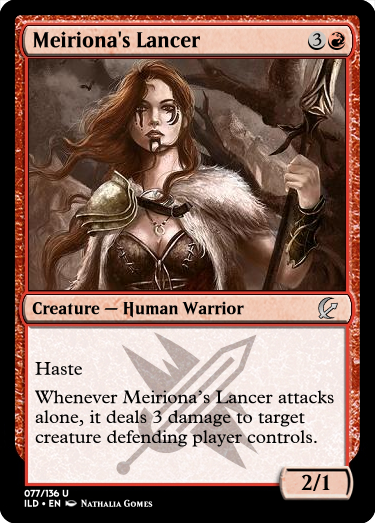 Meiriona's Lancer 3
Creature — Human Warrior
Haste
Whenever Meiriona's Lancer attacks
alone, it deals 3 damage to target
creature defending player controls.
2/1
077/136 U
ILD • EN Nathalia Gomes